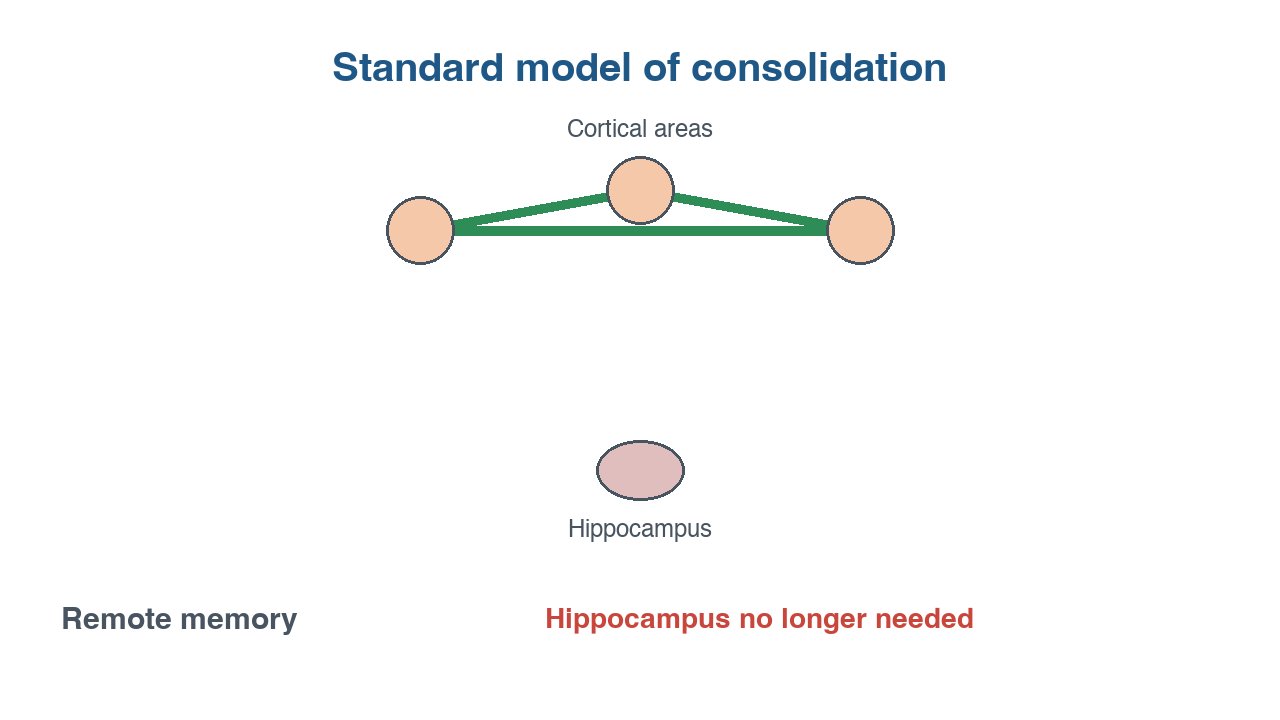 Standard model of consolidation
Cortical areas
Hippocampus
Remote memory
Hippocampus no longer needed